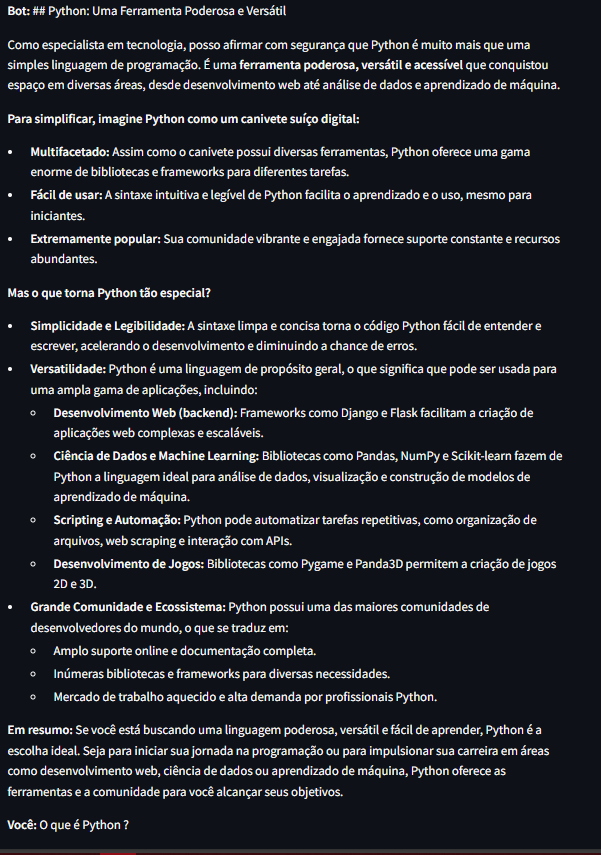 Bot: ## Python: Uma Ferramenta Poderosa e Versátil
Como especialista em tecnologia, posso afirmar com segurança que Python é muito mais que uma
simples linguagem de programação. É uma ferramenta poderosa, versátil e acessível que conquistou
espaço em diversas áreas, desde desenvolvimento web até análise de dados e aprendizado de máquina.
Para simplificar, imagine Python como um canivete suíço digital:
• Multifacetado: Assim como o canivete possui diversas ferramentas, Python oferece uma gama
enorme de bibliotecas e frameworks para diferentes tarefas.
• Fácil de usar: A sintaxe intuitiva e legível de Python facilita o aprendizado e o uso, mesmo para
iniciantes.
• Extremamente popular: Sua comunidade vibrante e engajada fornece suporte constante e recursos
abundantes.
Mas o que torna Python tão especial?
• Simplicidade e Legibilidade: A sintaxe limpa e concisa torna o código Python fácil de entender e
escrever, acelerando o desenvolvimento e diminuindo a chance de erros.
• Versatilidade: Python é uma linguagem de propósito geral, o que significa que pode ser usada para
uma ampla gama de aplicações, incluindo:
○ Desenvolvimento Web (backend): Frameworks como Django e Flask facilitam a criação de
aplicações web complexas e escaláveis.
○ Ciência de Dados e Machine Learning: Bibliotecas como Pandas, NumPy e Scikit-learn fazem de
Python a linguagem ideal para análise de dados, visualização e construção de modelos de
aprendizado de máquina.
○ Scripting e Automação: Python pode automatizar tarefas repetitivas, como organização de
arquivos, web scraping e interação com APIs.
○ Desenvolvimento de Jogos: Bibliotecas como Pygame e Panda3D permitem a criação de jogos
2D e 3D.
• Grande Comunidade e Ecossistema: Python possui uma das maiores comunidades de
desenvolvedores do mundo, o que se traduz em:
○ Amplo suporte online e documentação completa.
○ Inúmeras bibliotecas e frameworks para diversas necessidades.
○ Mercado de trabalho aquecido e alta demanda por profissionais Python.
Em resumo: Se você está buscando uma linguagem poderosa, versátil e fácil de aprender, Python é a
escolha ideal. Seja para iniciar sua jornada na programação ou para impulsionar sua carreira em áreas
como desenvolvimento web, ciência de dados ou aprendizado de máquina, Python oferece as
ferramentas e a comunidade para você alcançar seus objetivos.
Você: O que é Python ?